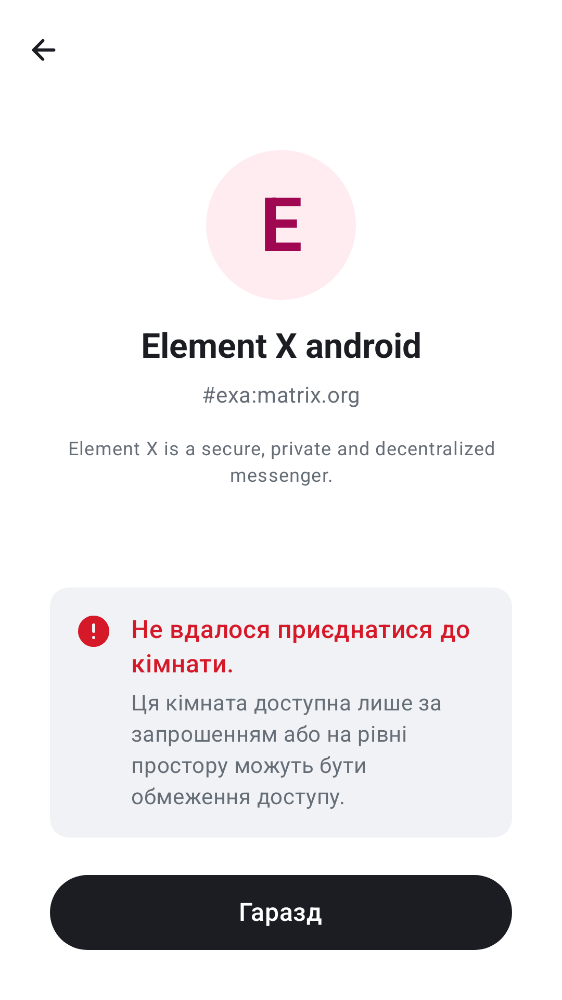 E
Element X android
#exa:matrix.org
Element X is a secure, private and decentralized
messenger.
Не вдалося приєднатися до
кімнати.
Ця кімната доступна лише за
запрошенням або на рівні
простору можуть бути
обмеження доступу.
Гаразд